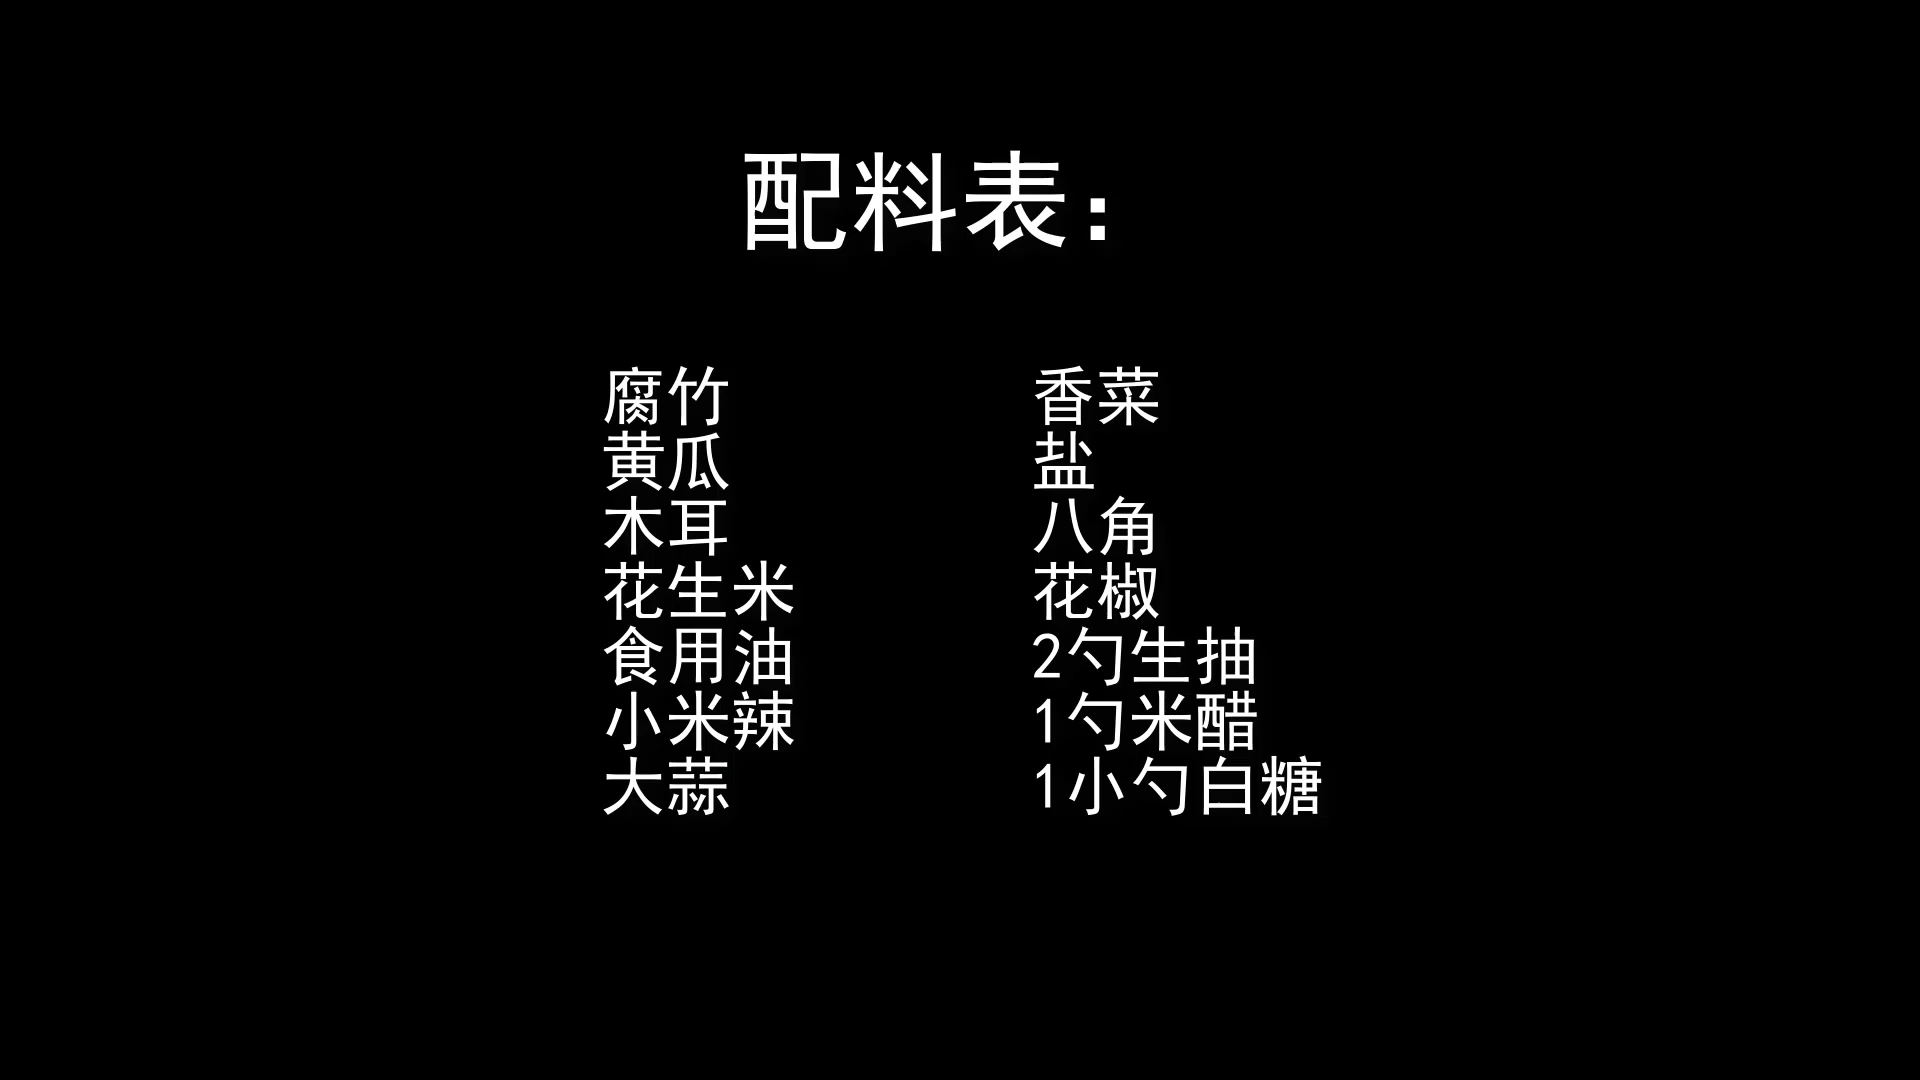 配料表:
腐竹
黄瓜
木耳
花生米
食用油
小米辣
大蒜
香菜
盐
八角
花椒
2勺生抽
1勺米醋
1小勺白糖